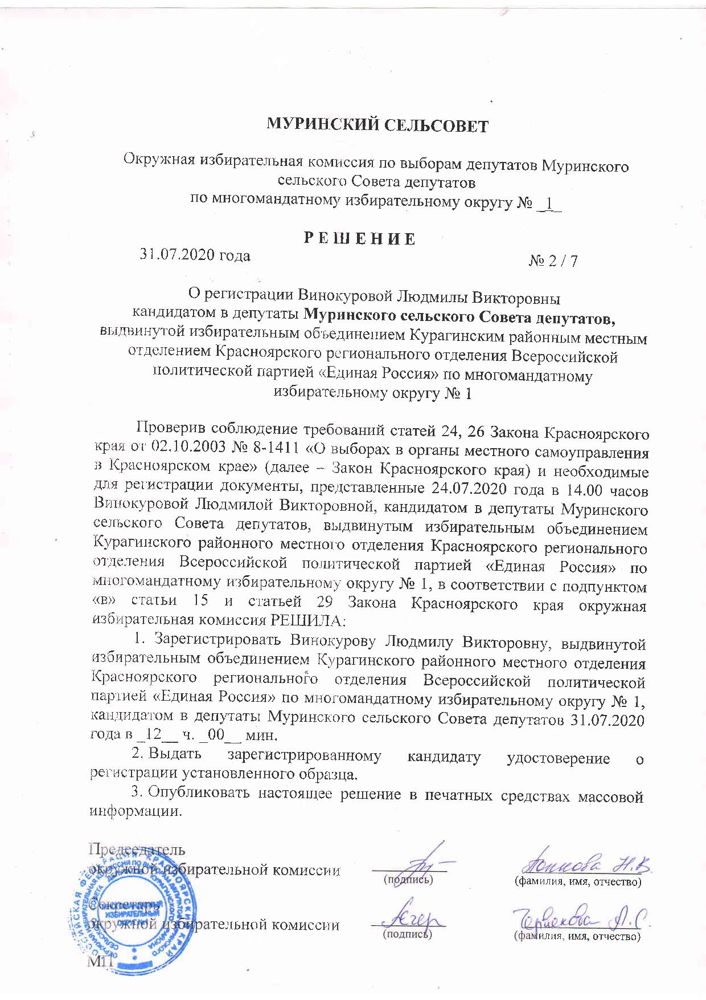 МУРИНСКИЙ СЕЛЬСОВЕТ
Окружная избирательная комиссия по выборам депутатов Муринского
сельского Совета депутатов
по многомандатному избирательному округу № _1_
Р Е Ш Е Н И Е
31.07.2020 года
№ 2 / 7
О регистрации Винокуровой Людмилы Викторовны
кандидатом в депутаты Муринского сельского Совета депутатов,
выдвинутой избирательным объединением Курагинским районным местным
отделением Красноярского регионального отделения Всероссийской
политической партией «Единая Россия» по многомандатному
избирательному округу № 1
Проверив соблюдение требований статей 24, 26 Закона Красноярского
края от 02.10.2003 № 8-1411 «О выборах в органы местного самоуправления
в Красноярском крае» (далее – Закон Красноярского края) и необходимые
для регистрации документы, представленные 24.07.2020 года в 14.00 часов
Винокуровой Людмилой Викторовной, кандидатом в депутаты Муринского
сельского Совета депутатов, выдвинутым избирательным объединением
Курагинского районного местного отделения Красноярского регионального
отделения Всероссийской политической партией «Единая Россия» по
многомандатному избирательному округу № 1, в соответствии с подпунктом
«в» статьи 15 и статьей 29 Закона Красноярского края окружная
избирательная комиссия РЕШИЛА:
1. Зарегистрировать Винокурову Людмилу Викторовну, выдвинутой
избирательным объединением Курагинского районного местного отделения
Красноярского регионального отделения Всероссийской политической
партией «Единая Россия» по многомандатному избирательному округу № 1,
кандидатом в депутаты Муринского сельского Совета депутатов 31.07.2020
года в _12__ ч. _00__ мин.
2. Выдать зарегистрированному кандидату удостоверение о
регистрации установленного образца.
3. Опубликовать настоящее решение в печатных средствах массовой
информации.
Председатель
окружной избирательной комиссии
(подпись)
Н.В.
(фамилия, имя, отчество)
Секретарь
окружной избирательной комиссии
(подпись)
А.С.
(фамилия, имя, отчество)
МП